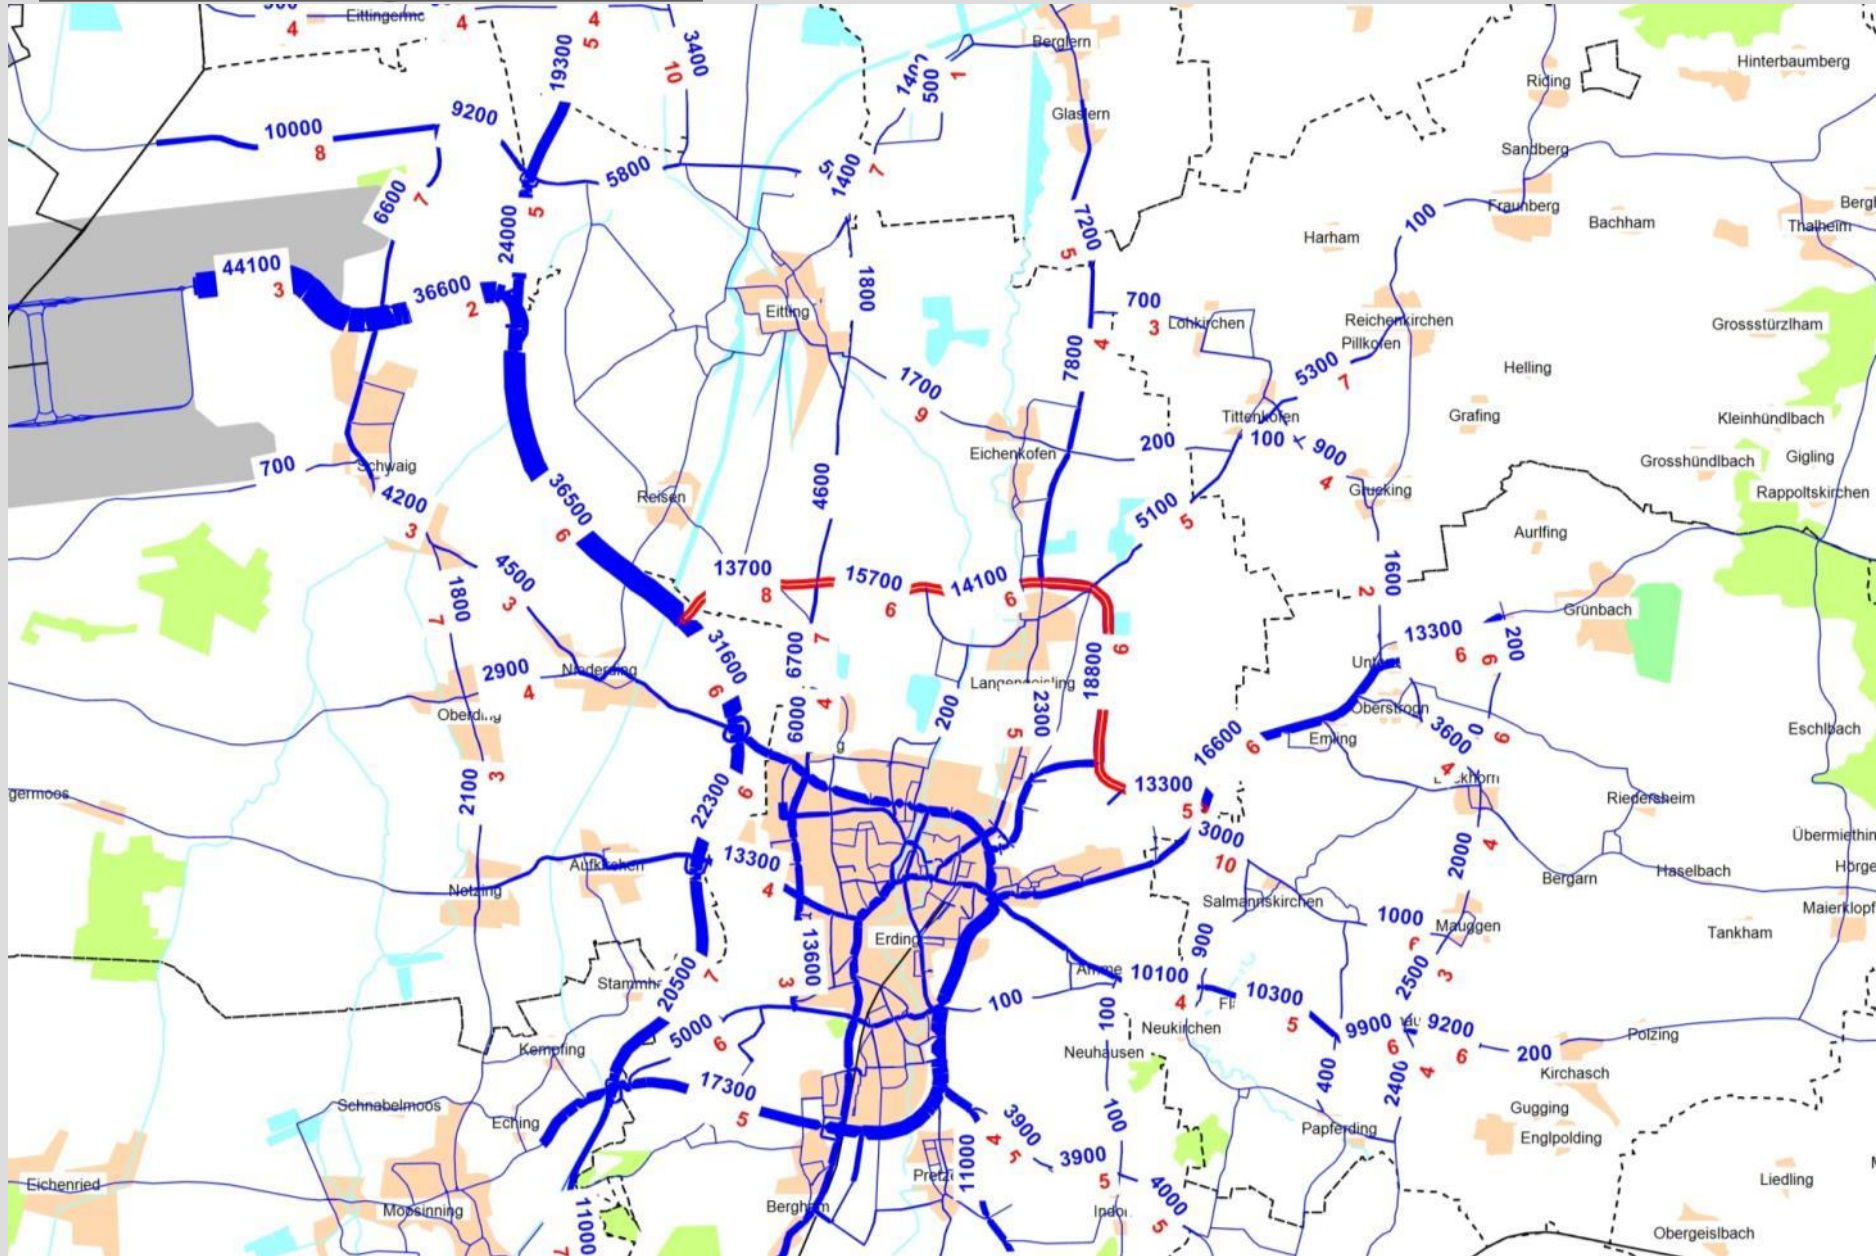 Eittingermo
4
4
5
19300
3400
10
1400
500
1
Berglern
Hinterbaumberg
Riding
10000
8
9200
Glaslern
Sandberg
5800
1400
7
6600
7
24000
5
7200
5
100
Fraunberg
Bachham
Thalheim
Harham
44100
3
36600
2
1800
Eitting
700
3
Lohkirchen
4
Reichenkirchen
Pillkofen
Grossstürzlham
5300
7
Helling
7800
1700
9
Tittenkofen
Grafing
Kleinhündlbach
Eichenkofen
200
100
900
4
Grosshündlbach
Gigling
700
Schwaig
4200
3
Reisen
36500
6
4600
5100
5
Glucking
Rappoltskirchen
Aurlfing
4500
3
1800
7
13700
8
15700
6
14100
6
1600
2
Grünbach
13300
6
6
200
2900
4
Niederding
31600
6
6700
7
6000
4
18800
6
Langengeisling
2300
5
200
Oberding
Oberstrogn
Emling
16600
6
3600
4
6
Eschlbach
2100
3
22300
6
germoos
13300
5
3000
10
Riedersheim
13300
4
2000
4
Aufkirchen
Notzing
Bergarn
Haselbach
Salmannskirchen
1000
6
Mauggen
Maierklopf
Tankham
Erding
13600
3
900
10100
4
10300
5
2500
3
Stammh
20500
7
100
100
Neukirchen
9900
6
9200
6
4
200
Polzing
Kirchasch
Kempfing
5000
6
Neuhausen
400
2400
17300
5
Schnabelmoos
Eching
3900
4
5
3900
5
100
Papferding
Gugging
Englpolding
Eichenried
Moosinning
11000
Bergham
11000
4000
5
Liedling
Obergeislbach